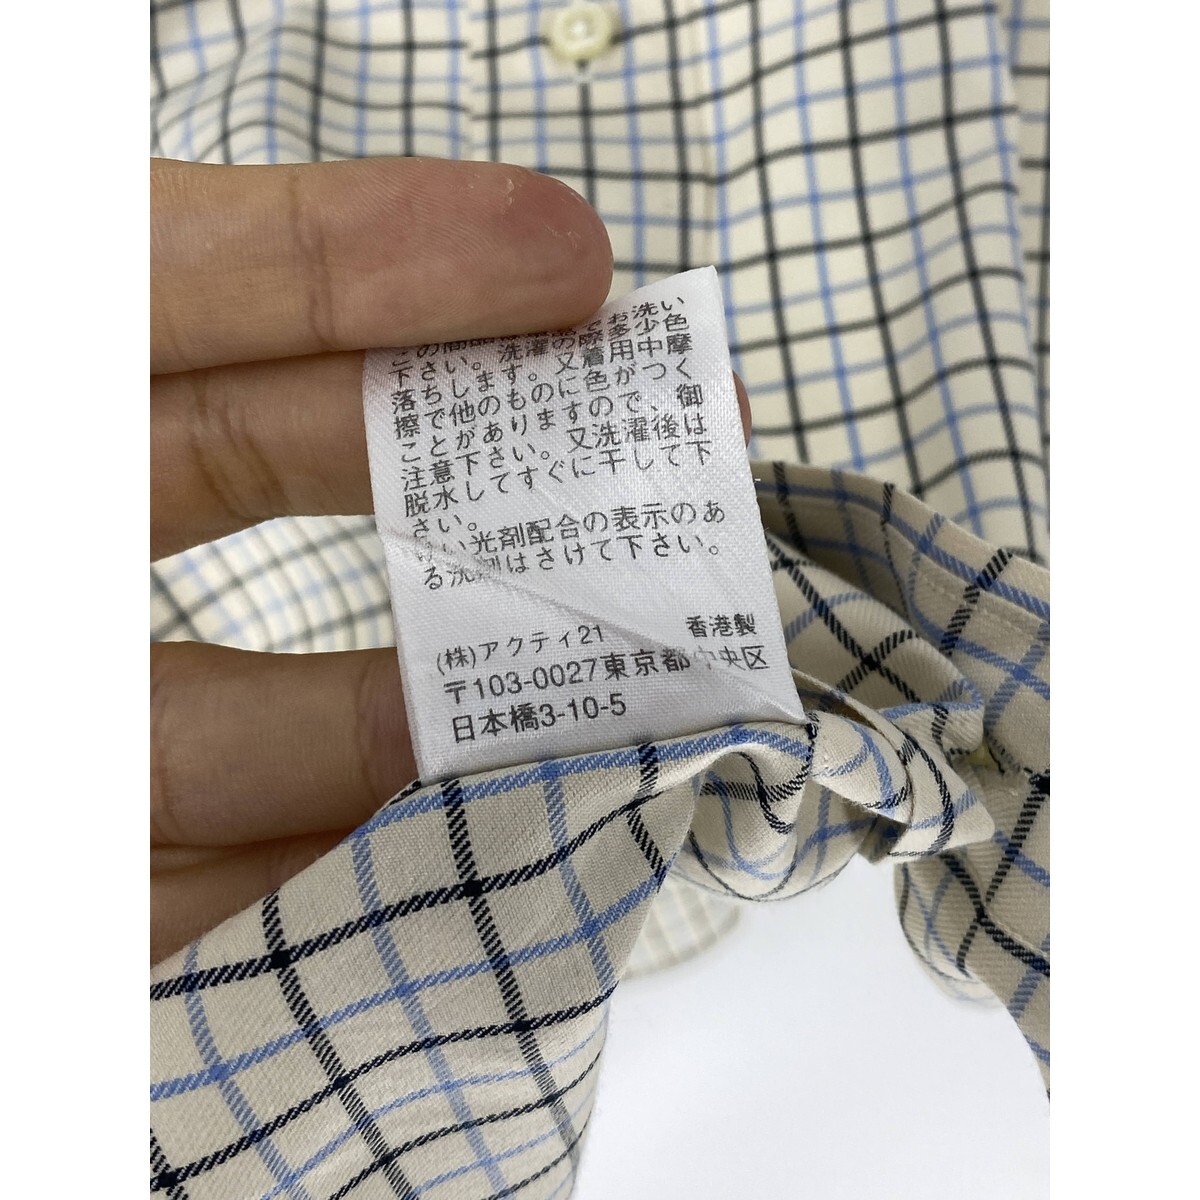 この商品 でお洗い
下さい。洗濯の際多少色
落ちします。又着用中摩
擦で他のものに色がつく
ことがありますので、御
注意下さい。又洗濯後は
脱水してすぐに干して下
さい。
光剤配合の表示のあ
る洗剤はさけて下さい。
(株)アクティ21 香港製
〒103-0027東京都中央区
日本橋3-10-5